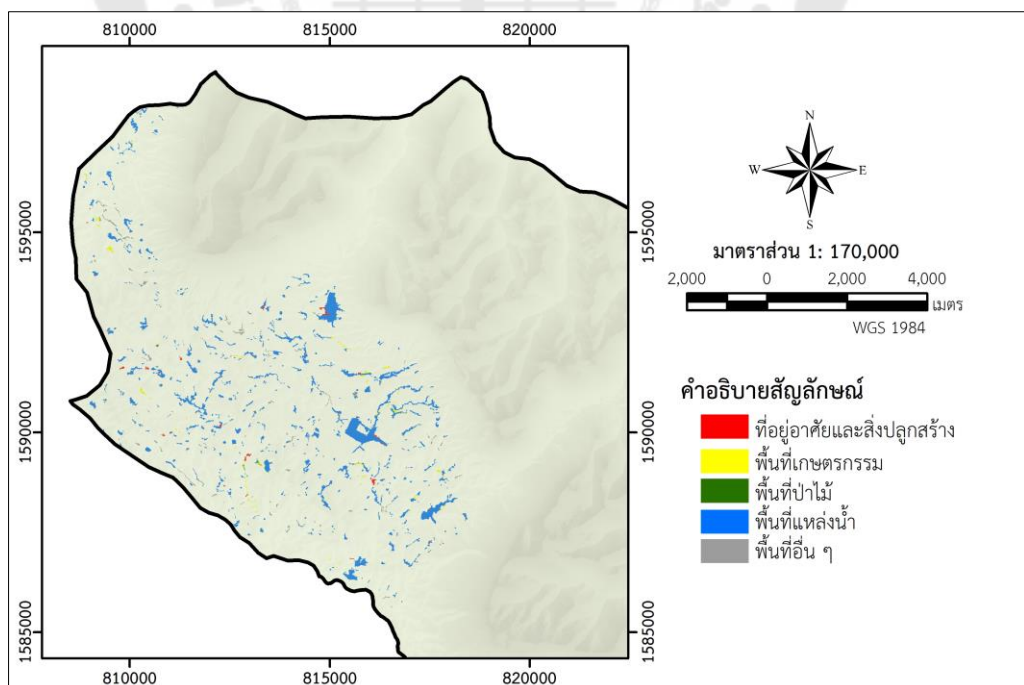 810000 815000 820000
1595000
1590000
1585000
1595000
1590000
1585000
810000 815000 820000
N
W E
S
มาตราส่วน 1: 170,000
2,000 0 2,000 4,000
เมตร
WGS 1984
คำอธิบายสัญลักษณ์
ที่อยู่อาศัยและสิ่งปลูกสร้าง
พื้นที่เกษตรกรรม
พื้นที่ป่าไม้
พื้นที่แหล่งน้ำ
พื้นที่อื่น ๆ